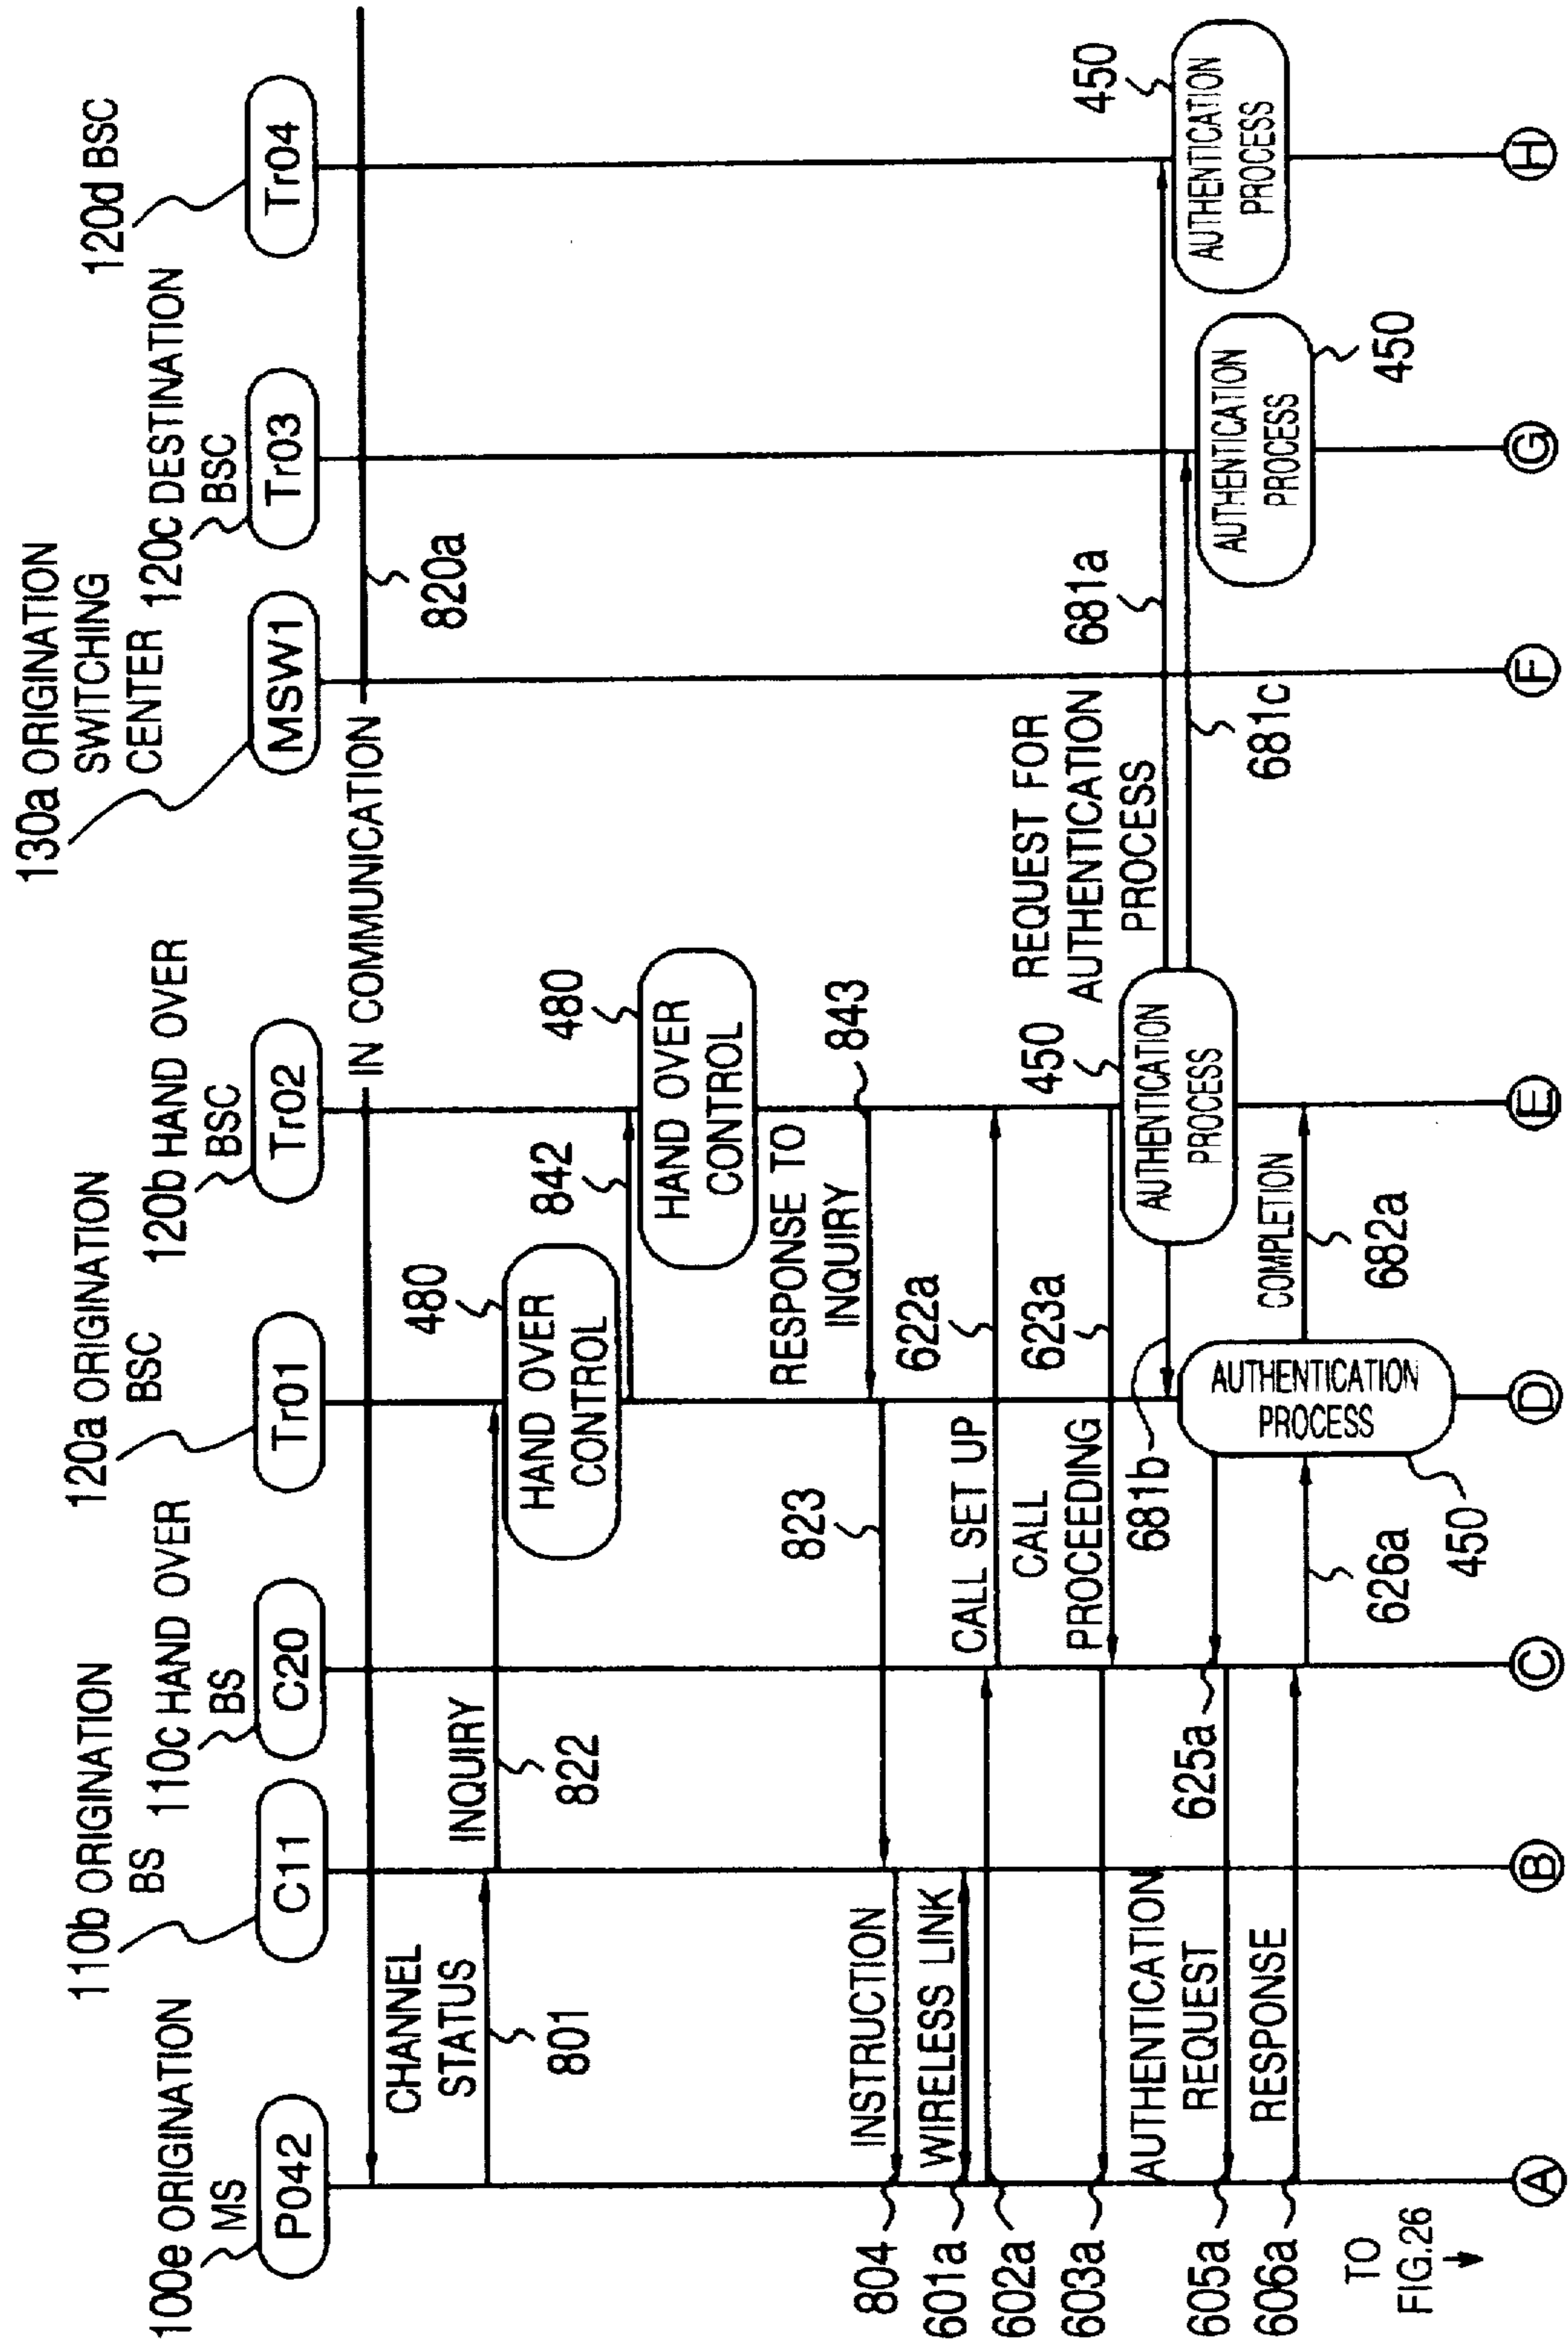 100e ORIGINATION
MS
P042
110b ORIGINATION
BS
C11
110c HAND OVER
BS
C20
120a ORIGINATION
BSC
Tr01
120b HAND OVER
BSC
Tr02
130a ORIGINATION
SWITCHING
CENTER
MSW1
120c DESTINATION
BSC
Tr03
120d BSC
Tr04
IN COMMUNICATION
820a
CHANNEL
STATUS
801
INQUIRY
822
480
HAND OVER
CONTROL
842
480
HAND OVER
CONTROL
RESPONSE TO
INQUIRY
843
823
INSTRUCTION
804
WIRELESS LINK
601a
602a
CALL SET UP
622a
603a
CALL
PROCEEDING
623a
450
AUTHENTICATION
PROCESS
REQUEST FOR
AUTHENTICATION
PROCESS
681a
681c
450
AUTHENTICATION
PROCESS
AUTHENTICATION
PROCESS
450
681b
AUTHENTICATION
PROCESS
450
AUTHENTICATION
REQUEST
605a
625a
RESPONSE
606a
626a
COMPLETION
682a
TO
FIG.26
A
B
C
D
E
F
G
H